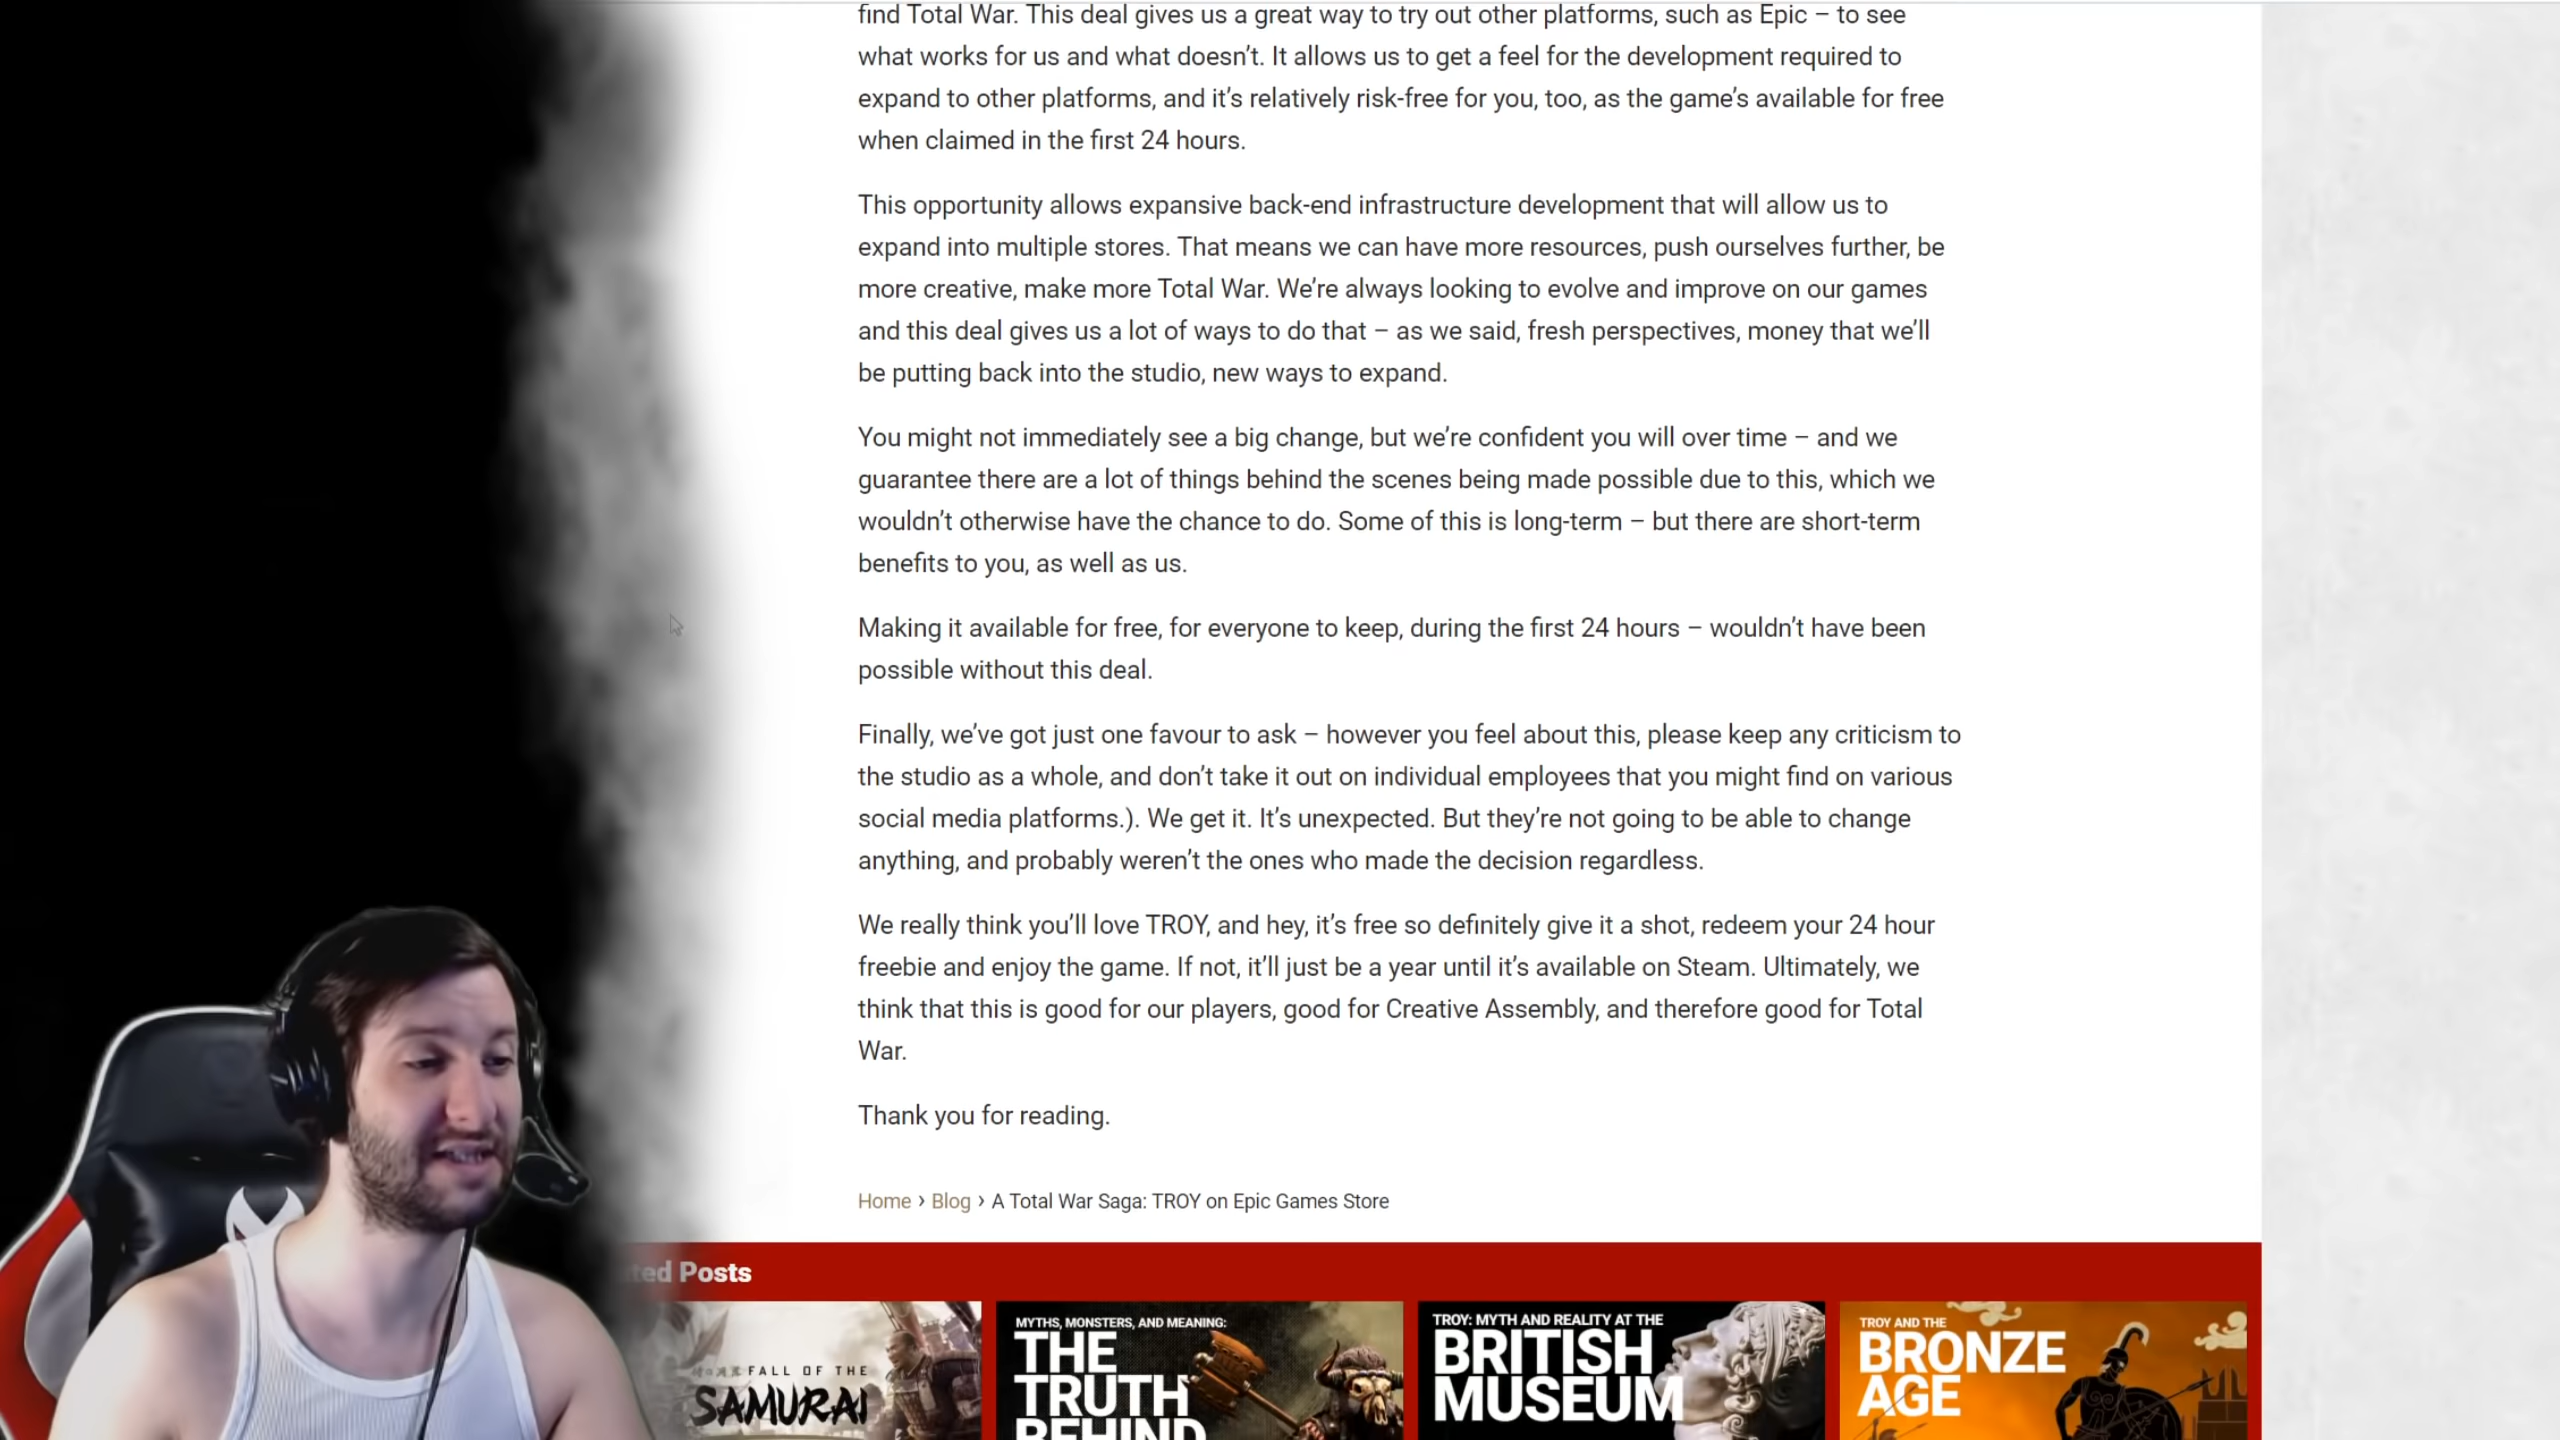 find Total War. This deal gives us a great way to try out other platforms, such as Epic – to see
what works for us and what doesn’t. It allows us to get a feel for the development required to
expand to other platforms, and it’s relatively risk-free for you, too, as the game’s available for free
when claimed in the first 24 hours.
This opportunity allows expansive back-end infrastructure development that will allow us to
expand into multiple stores. That means we can have more resources, push ourselves further, be
more creative, make more Total War. We’re always looking to evolve and improve on our games
and this deal gives us a lot of ways to do that – as we said, fresh perspectives, money that we’ll
be putting back into the studio, new ways to expand.
You might not immediately see a big change, but we’re confident you will over time – and we
guarantee there are a lot of things behind the scenes being made possible due to this, which we
wouldn’t otherwise have the chance to do. Some of this is long-term – but there are short-term
benefits to you, as well as us.
Making it available for free, for everyone to keep, during the first 24 hours – wouldn’t have been
possible without this deal.
Finally, we’ve got just one favour to ask – however you feel about this, please keep any criticism to
the studio as a whole, and don’t take it out on individual employees that you might find on various
social media platforms.). We get it. It’s unexpected. But they’re not going to be able to change
anything, and probably weren’t the ones who made the decision regardless.
We really think you’ll love TROY, and hey, it’s free so definitely give it a shot, redeem your 24 hour
freebie and enjoy the game. If not, it’ll just be a year until it’s available on Steam. Ultimately, we
think that this is good for our players, good for Creative Assembly, and therefore good for Total
War.
Thank you for reading.
Home › Blog › A Total War Saga: TROY on Epic Games Store
Posts
FALL OF THE
SAMURAI
MYTHS, MONSTERS, AND MEANING:
THE
TRUTH
BEHIND
TROY: MYTH AND REALITY AT THE
BRITISH
MUSEUM
TROY AND THE
BRONZE
AGE